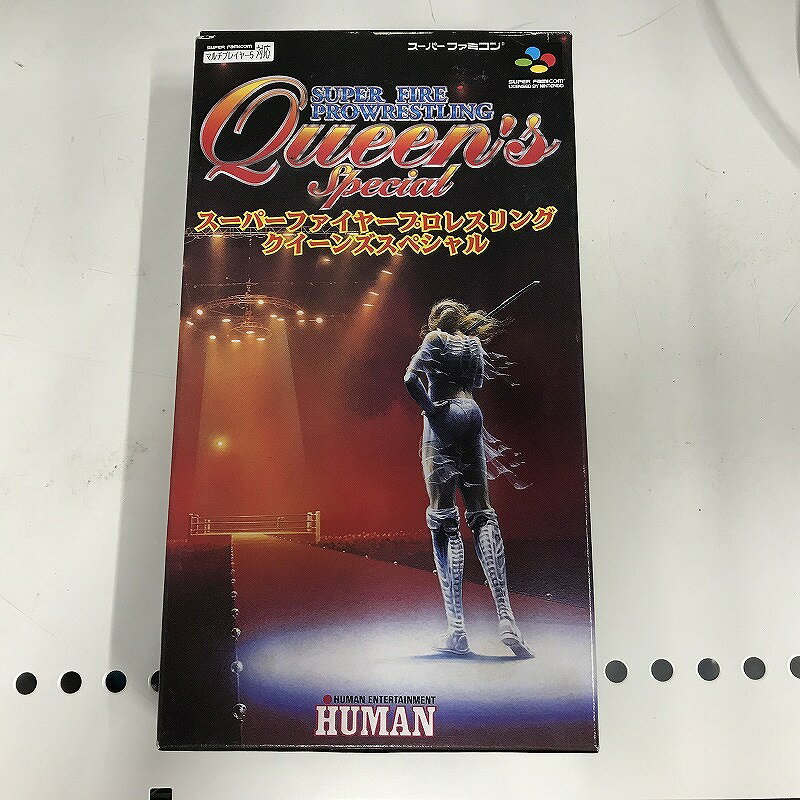 SUPER FAMICOM
マルチプレイヤー5 対応
スーパーファミコン®
SUPER FAMICOM
LICENSED BY NINTENDO
SUPER FIRE
PROWRESTLING
Queen's
Special
スーパーファイヤープロレスリング
クイーンズスペシャル
HUMAN ENTERTAINMENT
HUMAN